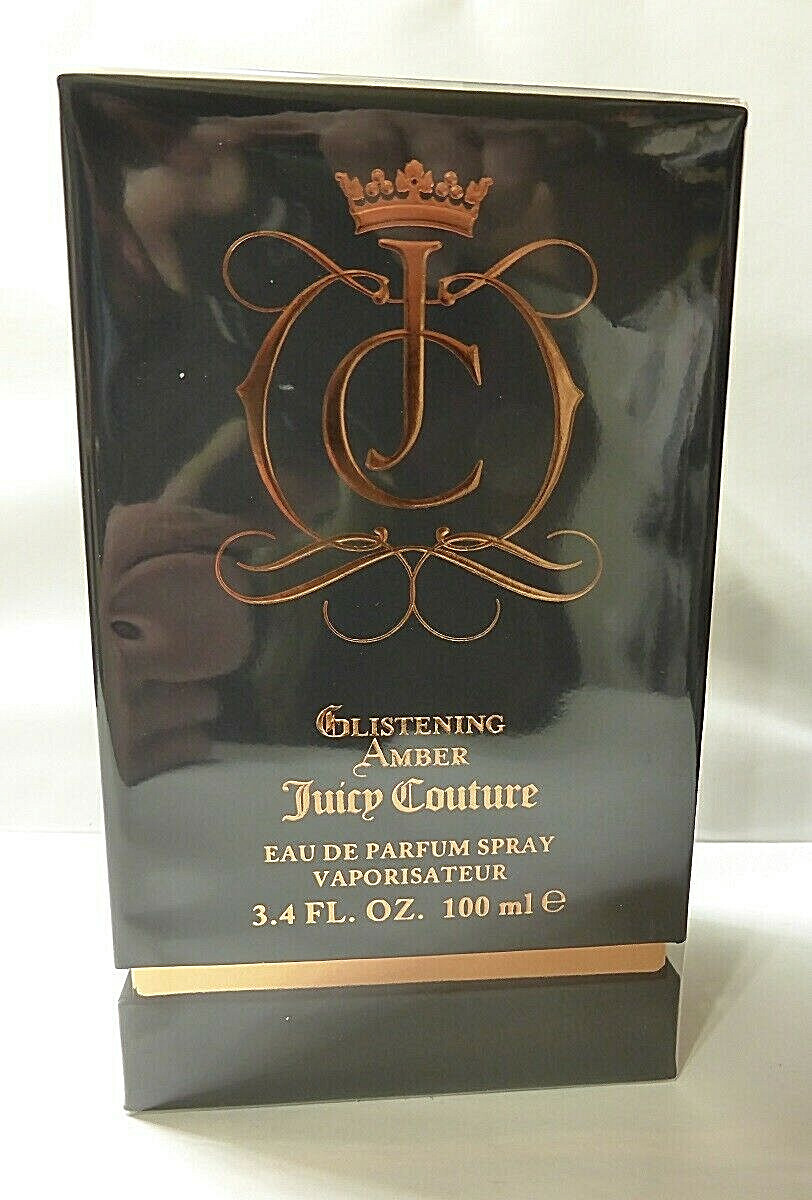 JC
GLISTENING
AMBER
Juicy Couture
EAU DE PARFUM SPRAY
VAPORISATEUR
3.4 FL. OZ. 100 ml ℮